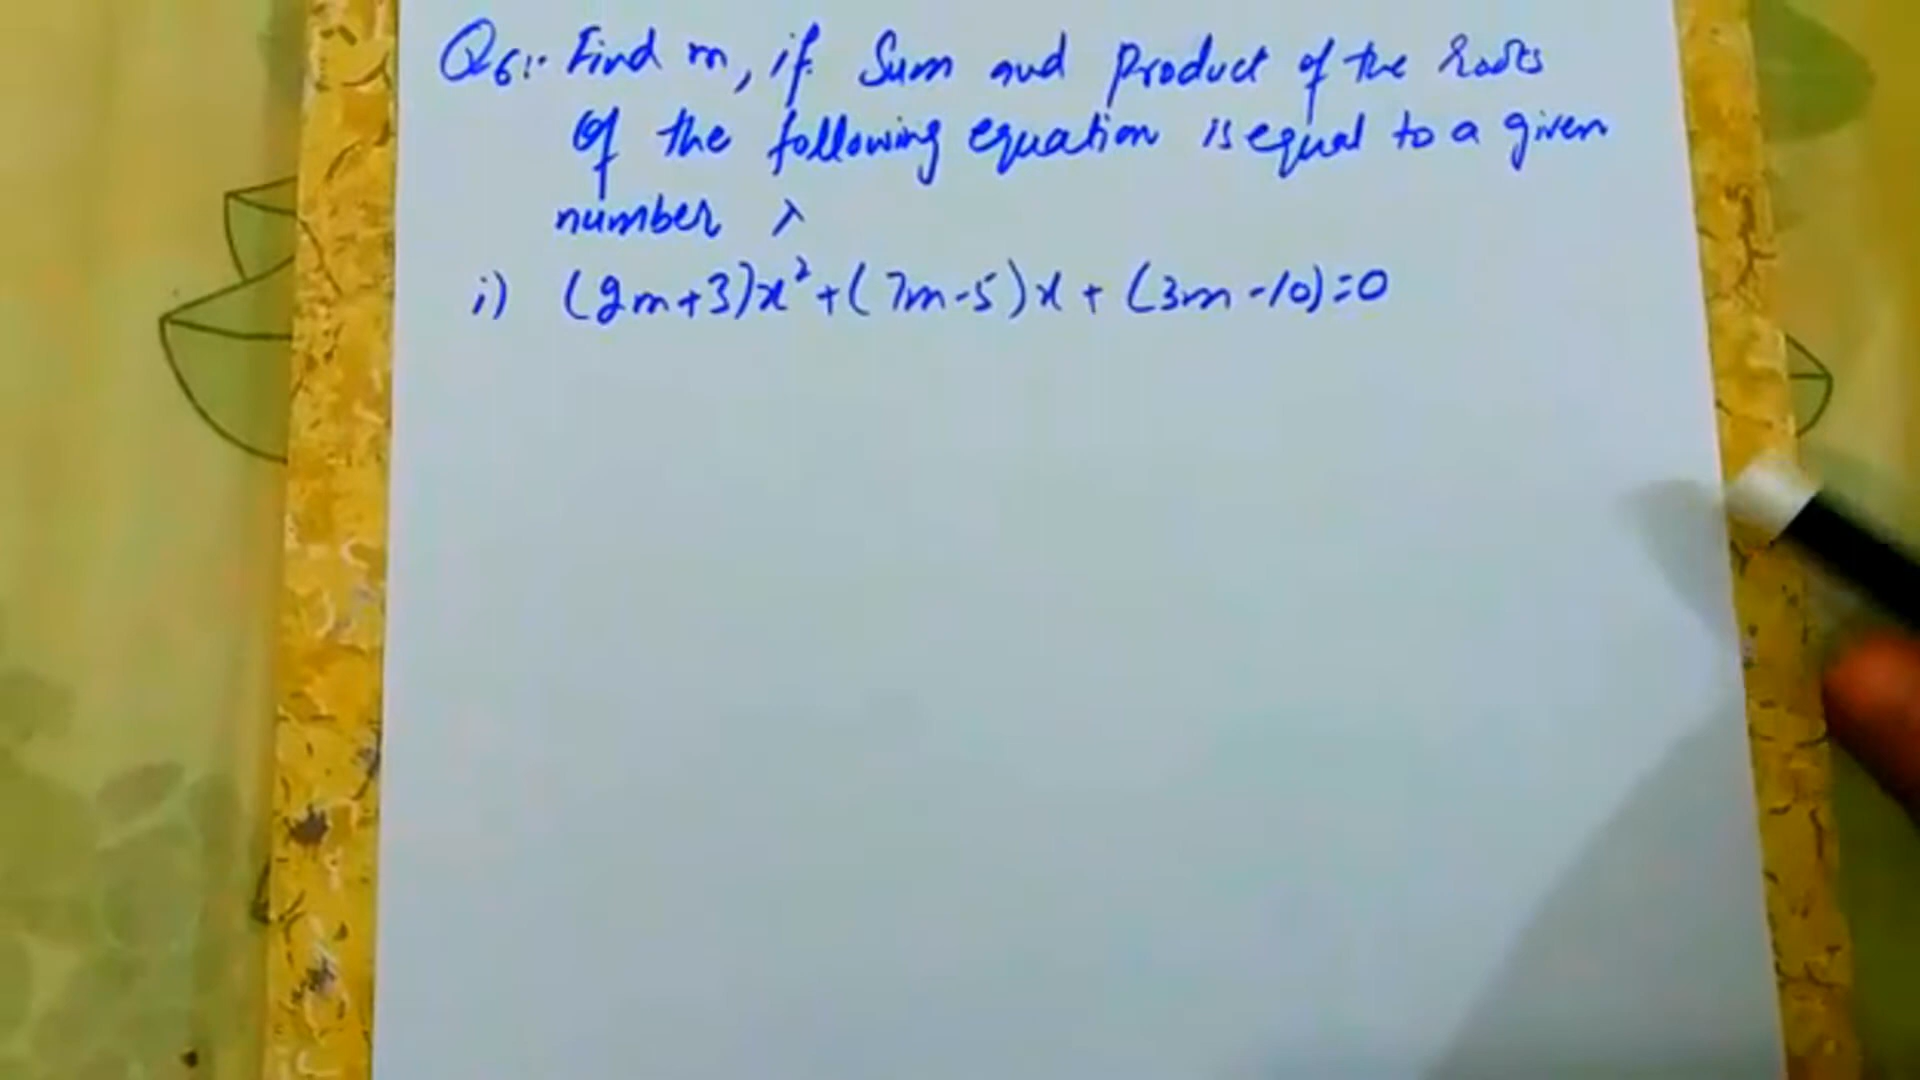 Q6:- Find m, if Sum and Product of the Roots
Of the following equation is equal to a given
number λ
i) (2m+3)x²+(7m-5)x+(3m-10)=0